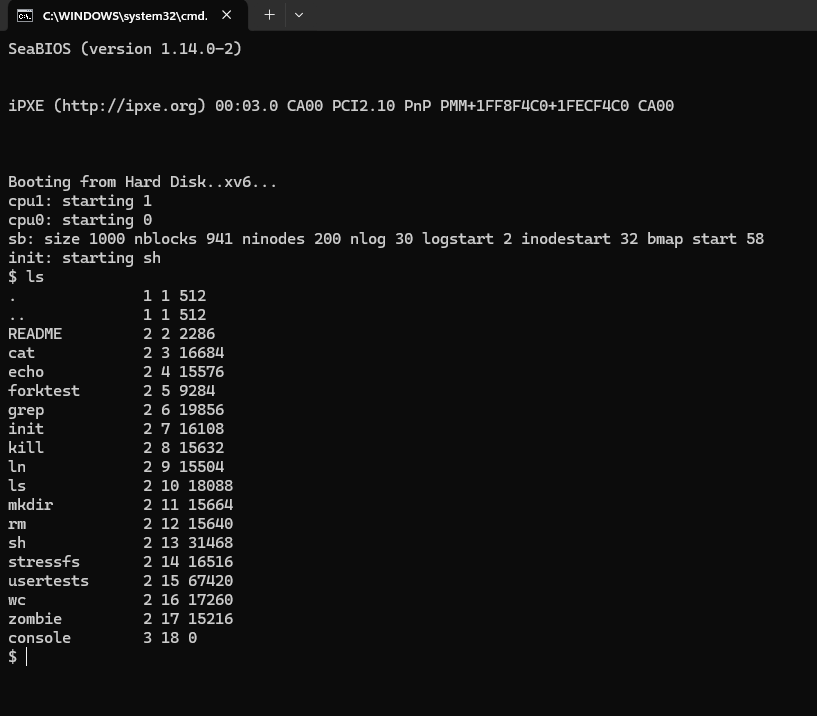 C:\WINDOWS\system32\cmd.
SeaBIOS (version 1.14.0-2)
iPXE (http://ipxe.org) 00:03.0 CA00 PCI2.10 PnP PMM+1FF8F4C0+1FECF4C0 CA00
Booting from Hard Disk..xv6...
cpu1: starting 1
cpu0: starting 0
sb: size 1000 nblocks 941 ninodes 200 nlog 30 logstart 2 inodestart 32 bmap start 58
init: starting sh
$ ls
.              1 1 512
..             1 1 512
README         2 2 2286
cat            2 3 16684
echo           2 4 15576
forktest       2 5 9284
grep           2 6 19856
init           2 7 16108
kill           2 8 15632
ln             2 9 15504
ls             2 10 18088
mkdir          2 11 15664
rm             2 12 15640
sh             2 13 31468
stressfs       2 14 16516
usertests      2 15 67420
wc             2 16 17260
zombie         2 17 15216
console        3 18 0
$